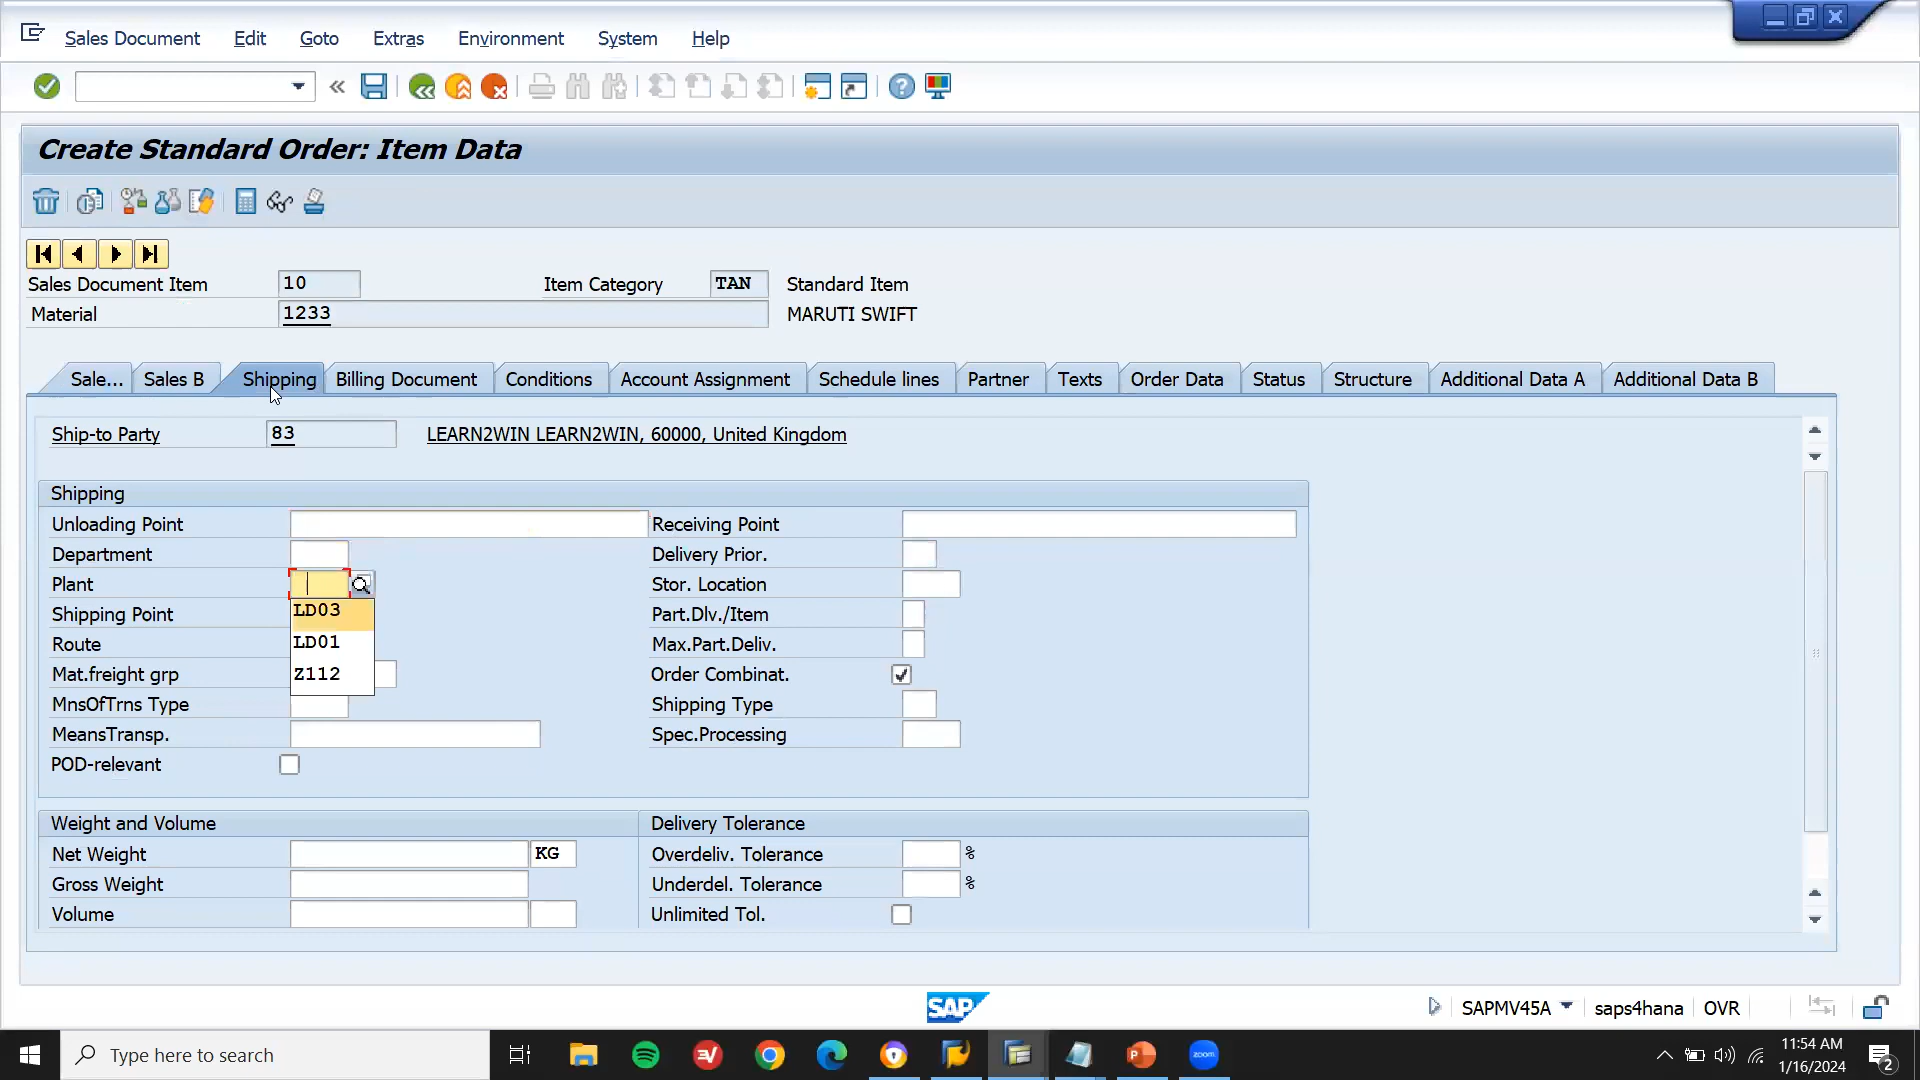 Sales Document Edit Goto Extras Environment System Help
Create Standard Order: Item Data
Sales Document Item 10 Item Category TAN Standard Item
Material 1233 MARUTI SWIFT
Sale... Sales B Shipping Billing Document Conditions Account Assignment Schedule lines Partner Texts Order Data Status Structure Additional Data A Additional Data B
Ship-to Party 83 LEARN2WIN LEARN2WIN, 60000, United Kingdom
Shipping
Unloading Point Receiving Point
Department Delivery Prior.
Plant Stor. Location
LD03
Shipping Point Part.Dlv./Item
LD01
Route Max.Part.Deliv.
Z112
Mat.freight grp Order Combinat.
MnsOfTrns Type Shipping Type
MeansTransp. Spec.Processing
POD-relevant
Weight and Volume Delivery Tolerance
Net Weight KG Overdeliv. Tolerance %
Gross Weight Underdel. Tolerance %
Volume Unlimited Tol.
SAP SAPMV45A saps4hana OVR
Type here to search zoom 11:54 AM
1/16/2024 2